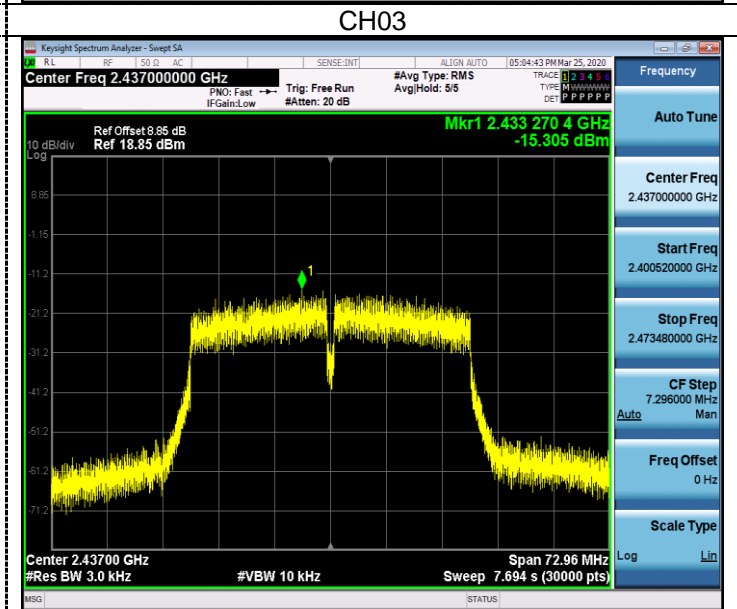 CH03
Keysight Spectrum Analyzer - Swept SA
RL RF 50 Ω AC SENSE:INT ALIGN AUTO 05:04:43 PM Mar 25, 2020
Center Freq 2.437000000 GHz
PNO: Fast
IFGain:Low
Trig: Free Run
#Atten: 20 dB
#Avg Type: RMS
Avg|Hold: 5/5
TRACE 1 2 3 4 5 6
TYPE M WWWWW
DET P P P P P P
Frequency
Mkr1 2.433 270 4 GHz
-15.305 dBm
Ref Offset 8.85 dB
10 dB/div Ref 18.85 dBm
Log
8.85
-1.15
-11.2
-21.2
-31.2
-41.2
-51.2
-61.2
-71.2
1
Center 2.43700 GHz Span 72.96 MHz
#Res BW 3.0 kHz #VBW 10 kHz Sweep 7.694 s (30000 pts)
Auto Tune
Center Freq
2.437000000 GHz
Start Freq
2.400520000 GHz
Stop Freq
2.473480000 GHz
CF Step
7.296000 MHz
Auto Man
Freq Offset
0 Hz
Scale Type
Log Lin
MSG STATUS